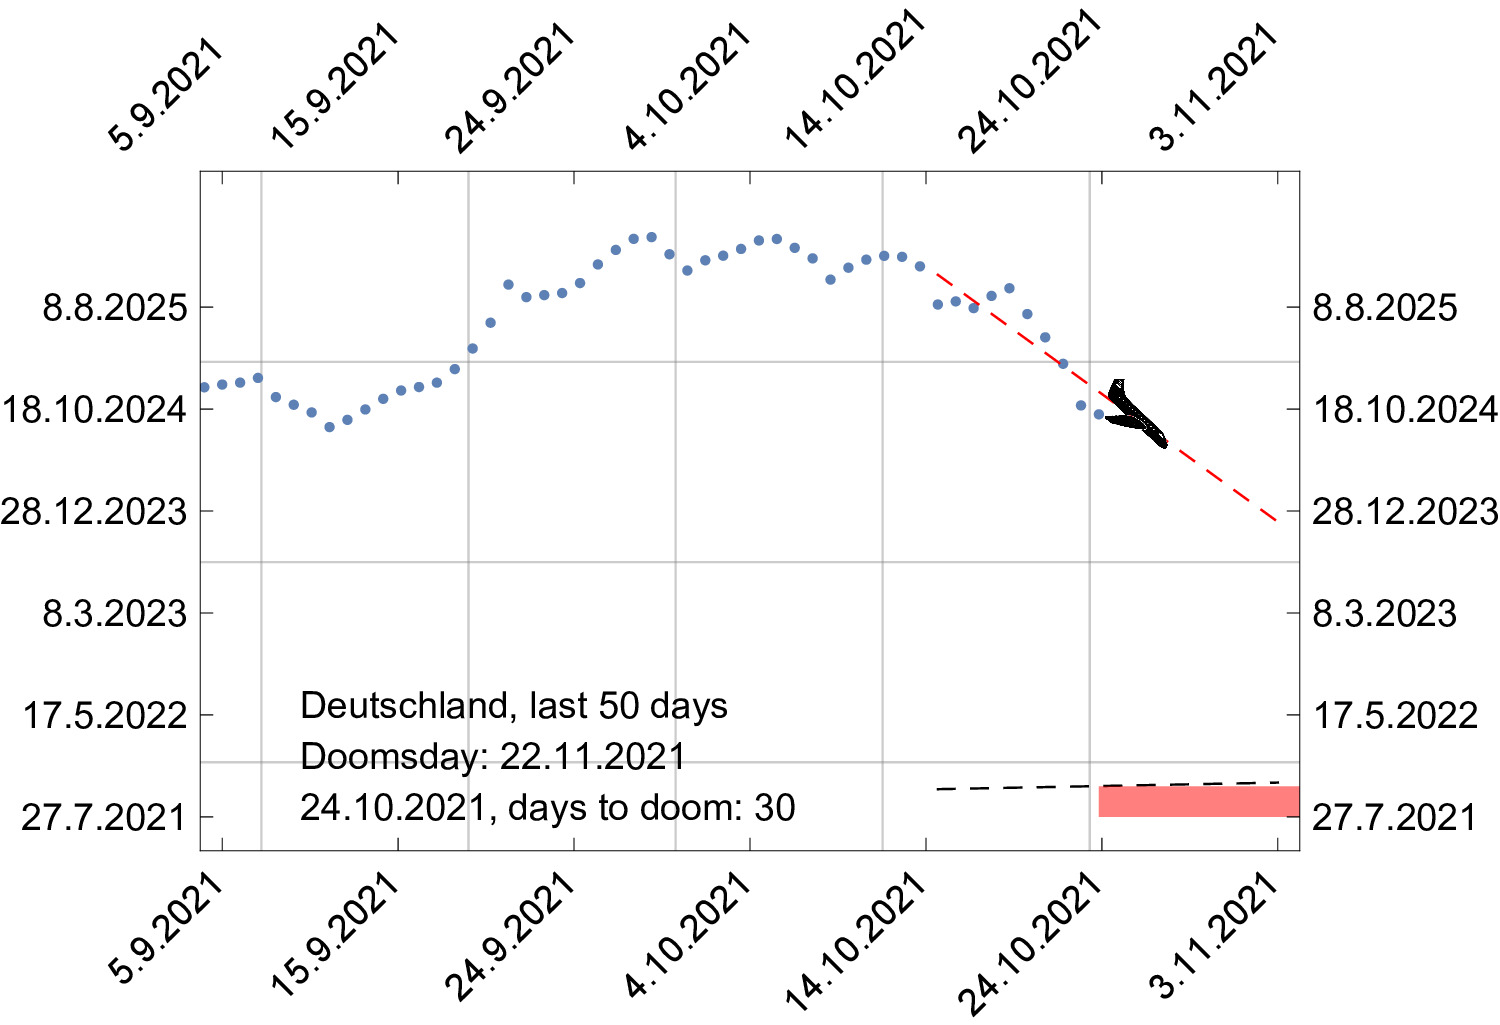 5.9.2021 15.9.2021 24.9.2021 4.10.2021 14.10.2021 24.10.2021 3.11.2021
8.8.2025 8.8.2025
18.10.2024 18.10.2024
28.12.2023 28.12.2023
8.3.2023 8.3.2023
17.5.2022 17.5.2022
Deutschland, last 50 days
Doomsday: 22.11.2021
24.10.2021, days to doom: 30
27.7.2021 27.7.2021
5.9.2021 15.9.2021 24.9.2021 4.10.2021 14.10.2021 24.10.2021 3.11.2021